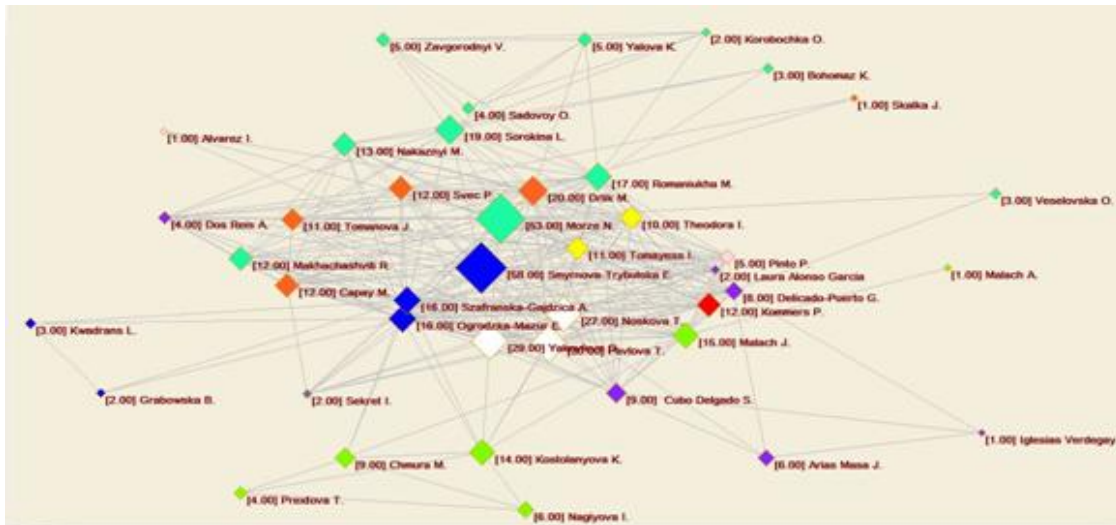 [5.00] Zavgorodnyi V.
[5.00] Yalova K.
[2.00] Korobochka O.
[3.00] Bohomaz K.
[1.00] Skalka J.
[4.00] Sadovoy O.
[1.00] Alvarez I.
[19.00] Sorokina L.
[13.00] Nakaznyi M.
[17.00] Romaniukha M.
[12.00] Svec P.
[20.00] Drlik M.
[3.00] Veselovska O.
[4.00] Dos Reis A.
[11.00] Tomanova J.
[53.00] Morze N.
[10.00] Theodora I.
[11.00] Tomayess I.
[12.00] Makhachashvili R.
[5.00] Pinto P.
[58.00] Smyrnova-Trybulska E.
[2.00] Laura Alonso Garcia
[1.00] Malach A.
[12.00] Capay M.
[8.00] Delicado-Puerto G.
[16.00] Szafranska-Gajdzica A.
[12.00] Kommers P.
[27.00] Noskova T.
[3.00] Kwadrans L.
[16.00] Ogrodzka-Mazur E.
[15.00] Malach J.
[29.00]
Pavlova T.
[2.00] Grabowska B.
[2.00] Sekret I.
[9.00] Cubo Delgado S.
[1.00] Iglesias Verdegay
[9.00] Chmura M.
[14.00] Kostolanyova K.
[6.00] Arias Masa J.
[4.00] Prextova T.
[6.00] Nagiyova I.